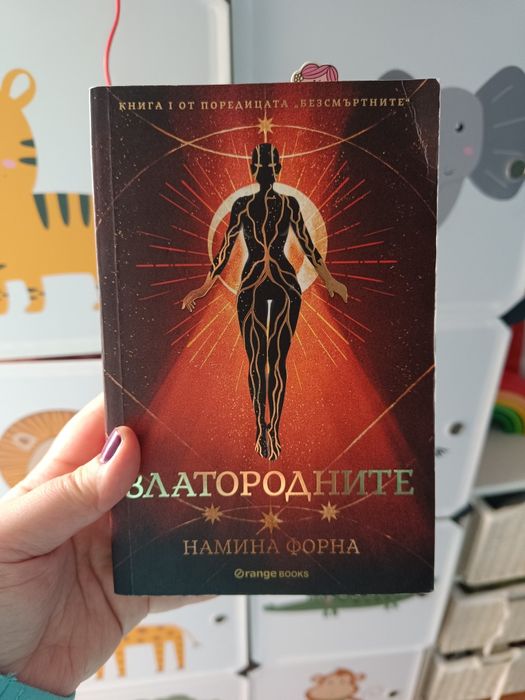 КНИГА I ОТ ПОРЕДИЦАТА „БЕЗСМЪРТНИТЕ“
ЗЛАТОРОДНИТЕ
НАМИНА ФОРНА
Orange BOOKS